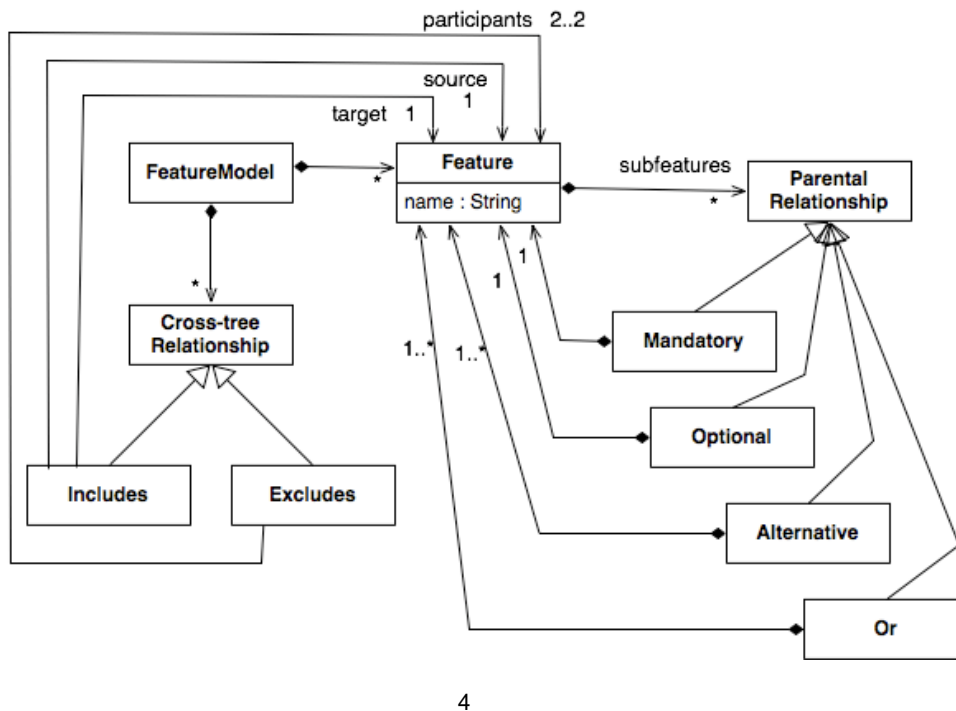 participants 2..2
source
1
target 1
FeatureModel
*
Feature
name : String
subfeatures
*
Parental
Relationship
1
1
*
Cross-tree
Relationship
1..*
1..*
Mandatory
Optional
Includes
Excludes
Alternative
Or
4